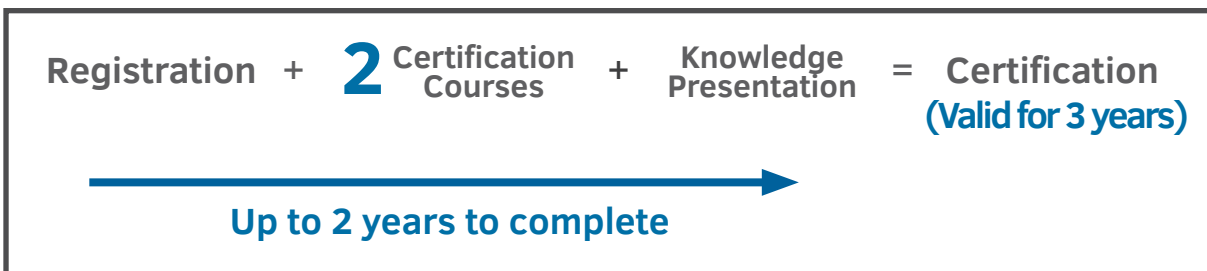 Registration + 2 Certification Courses + Knowledge Presentation = Certification
(Valid for 3 years)
Up to 2 years to complete